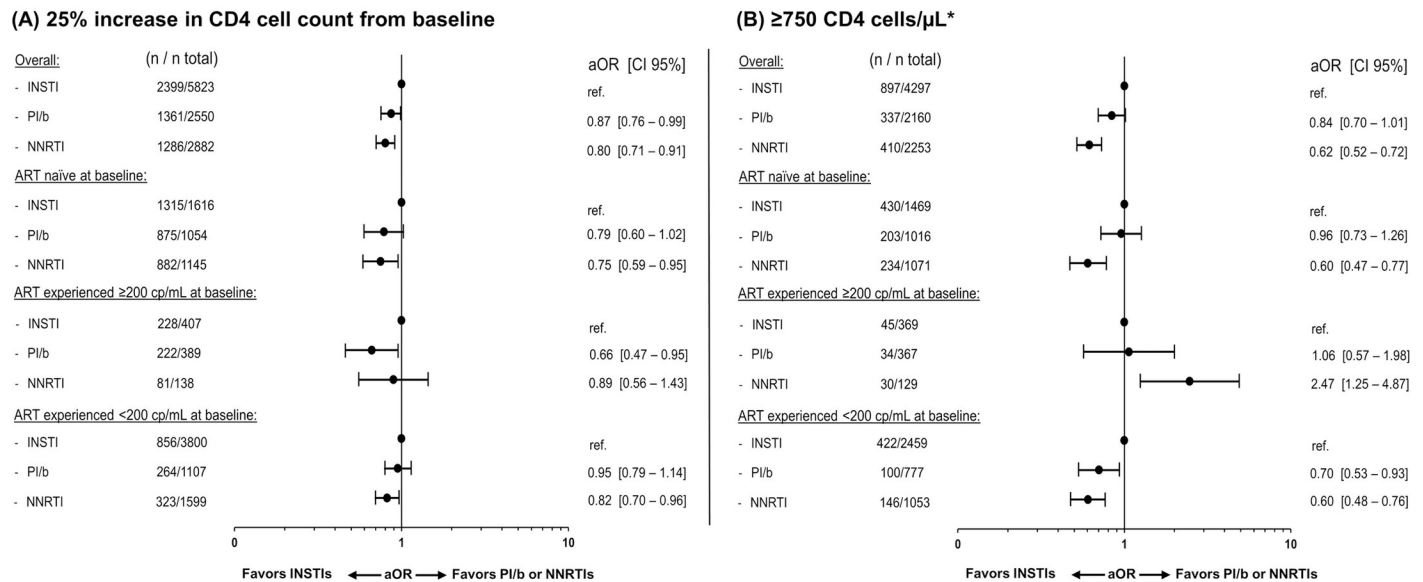 (A) 25% increase in CD4 cell count from baseline
Overall: (n / n total) aOR [CI 95%]
- INSTI 2399/5823 ref.
- PI/b 1361/2550 0.87 [0.76 – 0.99]
- NNRTI 1286/2882 0.80 [0.71 – 0.91]
ART naïve at baseline:
- INSTI 1315/1616 ref.
- PI/b 875/1054 0.79 [0.60 – 1.02]
- NNRTI 882/1145 0.75 [0.59 – 0.95]
ART experienced ≥200 cp/mL at baseline:
- INSTI 228/407 ref.
- PI/b 222/389 0.66 [0.47 – 0.95]
- NNRTI 81/138 0.89 [0.56 – 1.43]
ART experienced <200 cp/mL at baseline:
- INSTI 856/3800 ref.
- PI/b 264/1107 0.95 [0.79 – 1.14]
- NNRTI 323/1599 0.82 [0.70 – 0.96]
0 1 10
Favors INSTIs ◄— aOR —► Favors PI/b or NNRTIs
(B) ≥750 CD4 cells/µL*
Overall: (n / n total) aOR [CI 95%]
- INSTI 897/4297 ref.
- PI/b 337/2160 0.84 [0.70 – 1.01]
- NNRTI 410/2253 0.62 [0.52 – 0.72]
ART naïve at baseline:
- INSTI 430/1469 ref.
- PI/b 203/1016 0.96 [0.73 – 1.26]
- NNRTI 234/1071 0.60 [0.47 – 0.77]
ART experienced ≥200 cp/mL at baseline:
- INSTI 45/369 ref.
- PI/b 34/367 1.06 [0.57 – 1.98]
- NNRTI 30/129 2.47 [1.25 – 4.87]
ART experienced <200 cp/mL at baseline:
- INSTI 422/2459 ref.
- PI/b 100/777 0.70 [0.53 – 0.93]
- NNRTI 146/1053 0.60 [0.48 – 0.76]
0 1 10
Favors INSTIs ◄— aOR —► Favors PI/b or NNRTIs